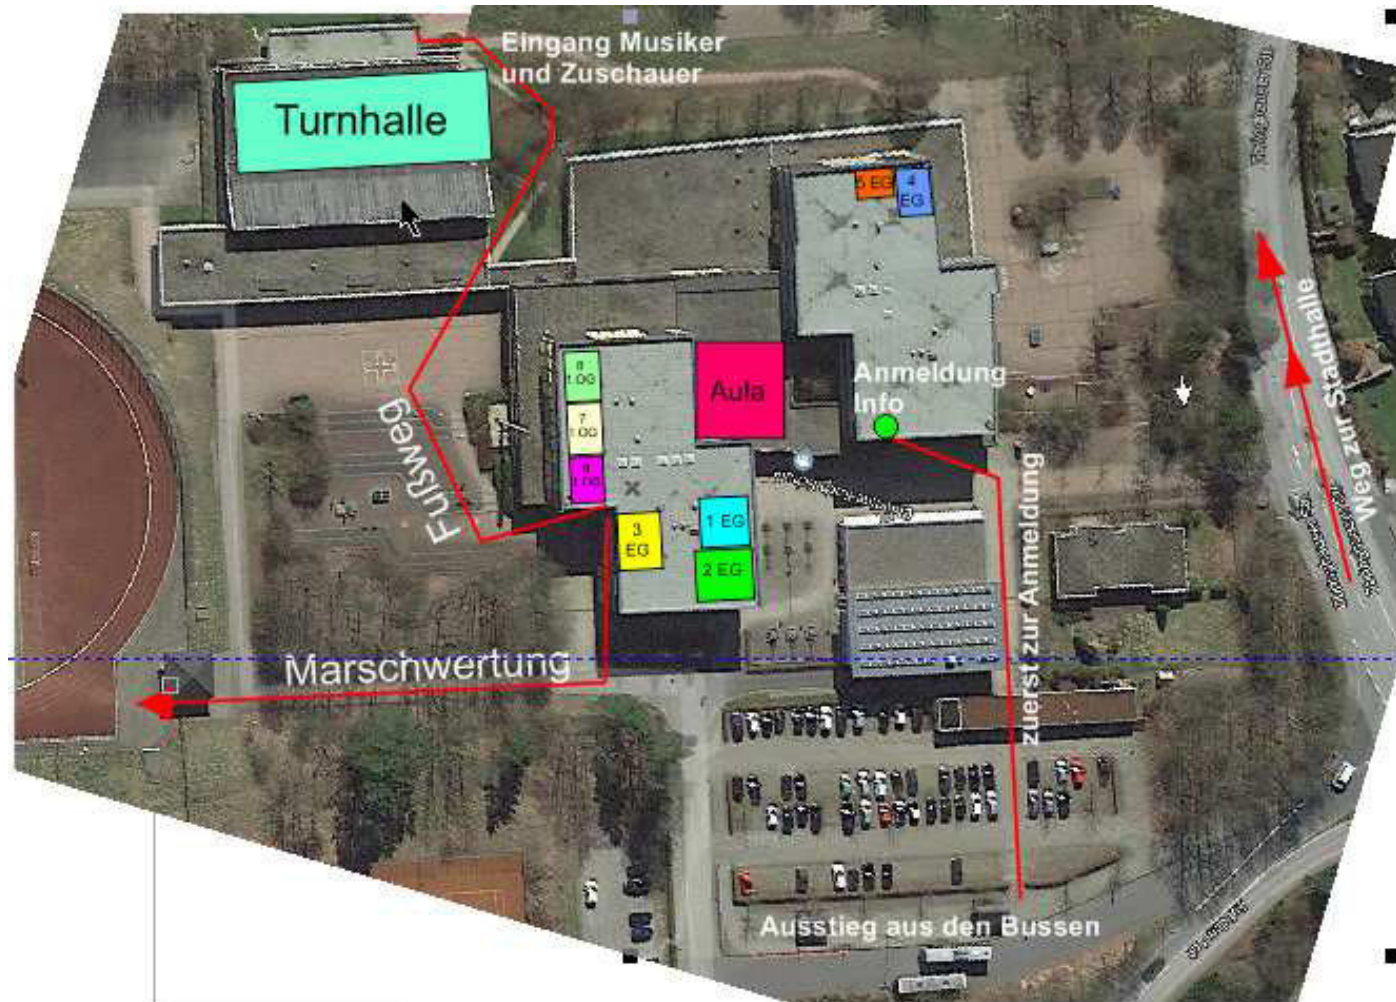 Eingang Musiker
und Zuschauer
Turnhalle
5 EG
4
EG
8
1 OG
7
1 OG
1 OG
Aula
Anmeldung
Info
Fußweg
3
EG
1 EG
2 EG
Weg zur Stadthalle
zuerst zur Anmeldung
Marschwertung
Ausstieg aus den Bussen